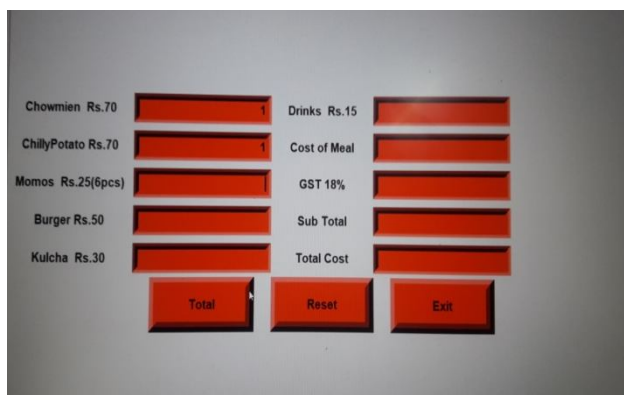 Chowmien Rs.70 1 Drinks Rs.15
ChillyPotato Rs.70 1 Cost of Meal
Momos Rs.25(6pcs) GST 18%
Burger Rs.50 Sub Total
Kulcha Rs.30 Total Cost
Total Reset Exit